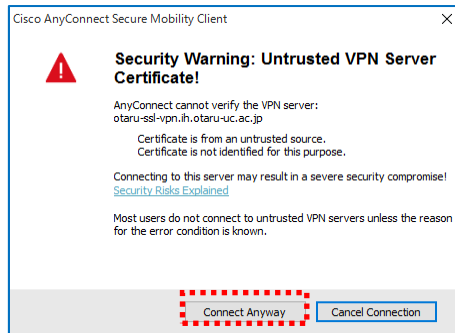 Cisco AnyConnect Secure Mobility Client
Security Warning: Untrusted VPN Server
Certificate!
AnyConnect cannot verify the VPN server:
otaru-ssl-vpn.ih.otaru-uc.ac.jp
Certificate is from an untrusted source.
Certificate is not identified for this purpose.
Connecting to this server may result in a severe security compromise!
Security Risks Explained
Most users do not connect to untrusted VPN servers unless the reason
for the error condition is known.
Connect Anyway
Cancel Connection